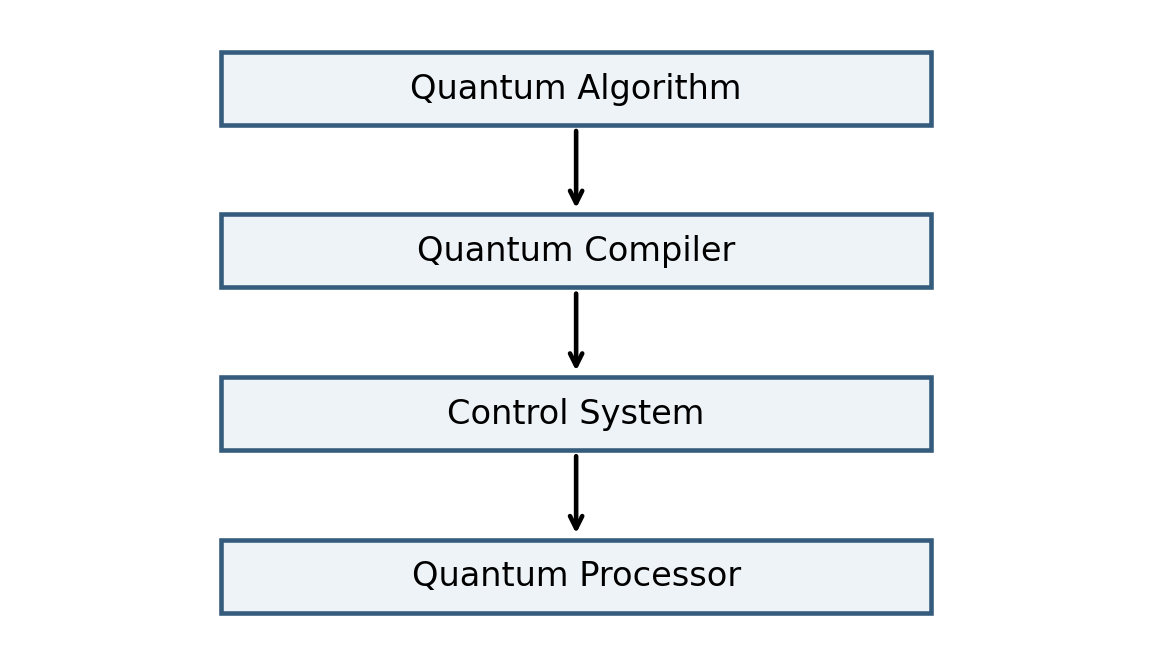 Quantum Algorithm
Quantum Compiler
Control System
Quantum Processor